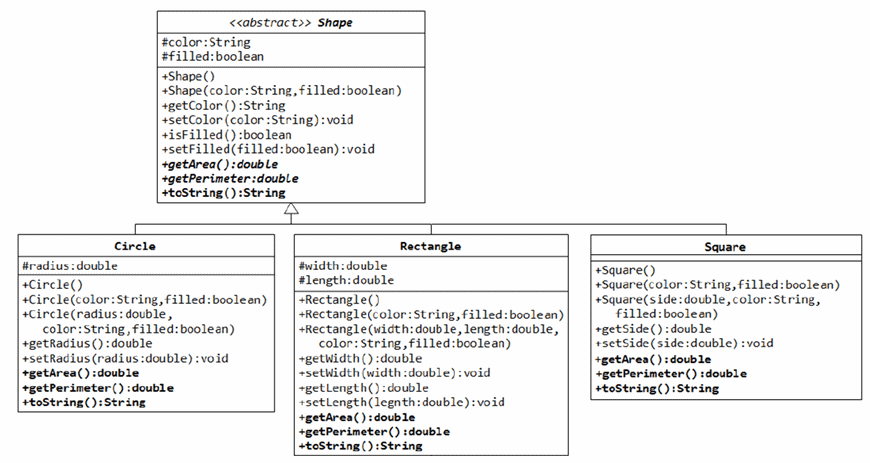 <<abstract>> Shape
#color:String
#filled:boolean
+Shape()
+Shape(color:String,filled:boolean)
+getColor():String
+setColor(color:String):void
+isFilled():boolean
+setFilled(filled:boolean):void
+getArea():double
+getPerimeter:double
+toString():String
Circle
#radius:double
+Circle()
+Circle(color:String,filled:boolean)
+Circle(radius:double,
color:String,filled:boolean)
+getRadius():double
+setRadius(radius:double):void
+getArea():double
+getPerimeter():double
+toString():String
Rectangle
#width:double
#length:double
+Rectangle()
+Rectangle(color:String,filled:boolean)
+Rectangle(width:double,length:double,
color:String,filled:boolean)
+getWidth():double
+setWidth(width:double):void
+getLength():double
+setLength(legnth:double):void
+getArea():double
+getPerimeter():double
+toString():String
Square
+Square()
+Square(color:String,filled:boolean)
+Square(side:double,color:String,
filled:boolean)
+getSide():double
+setSide(side:double):void
+getArea():double
+getPerimeter():double
+toString():String